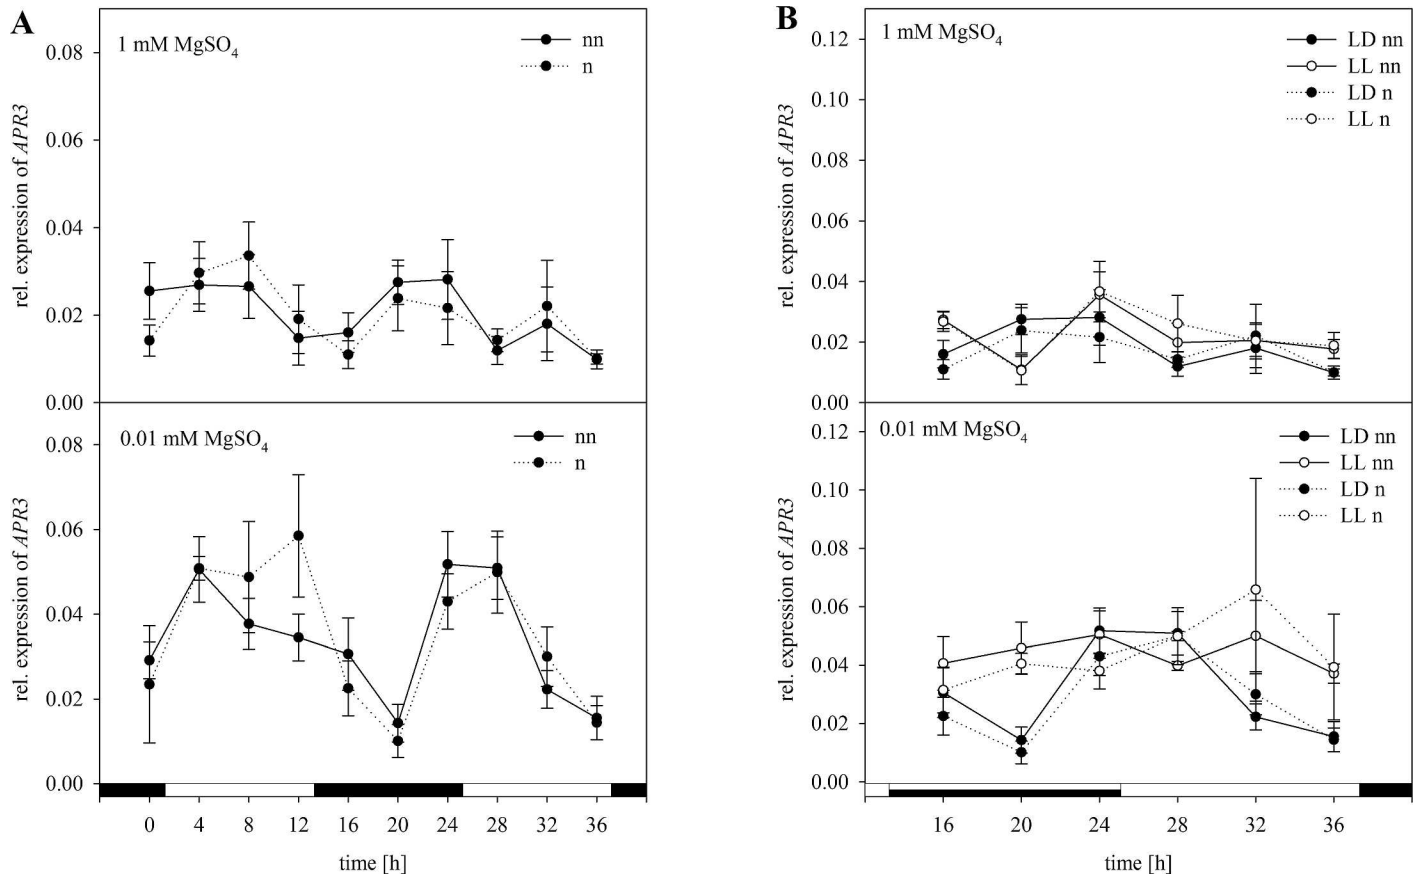 A
1 mM MgSO4
nn
n
0.08
0.06
0.04
0.02
0.00
rel. expression of APR3
0.01 mM MgSO4
nn
n
0.08
0.06
0.04
0.02
0.00
rel. expression of APR3
0 4 8 12 16 20 24 28 32 36
time [h]
B
1 mM MgSO4
LD nn
LL nn
LD n
LL n
0.12
0.10
0.08
0.06
0.04
0.02
0.00
rel. expression of APR3
0.01 mM MgSO4
LD nn
LL nn
LD n
LL n
0.12
0.10
0.08
0.06
0.04
0.02
0.00
rel. expression of APR3
16 20 24 28 32 36
time [h]